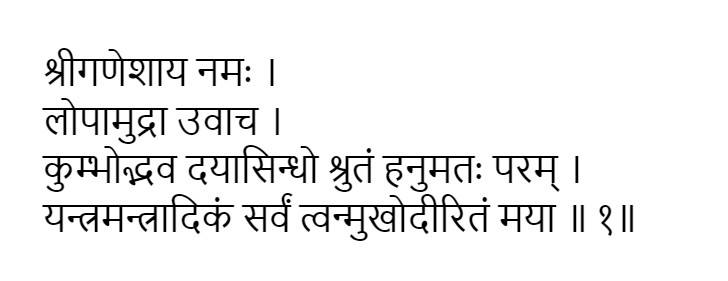 श्रीगणेशाय नमः ।
लोपामुद्रा उवाच ।
कुम्भोद्भव दयासिन्धो श्रुतं हनुमतः परम् ।
यन्त्रमन्त्रादिकं सर्वं त्वन्मुखोदीरितं मया ॥ १॥